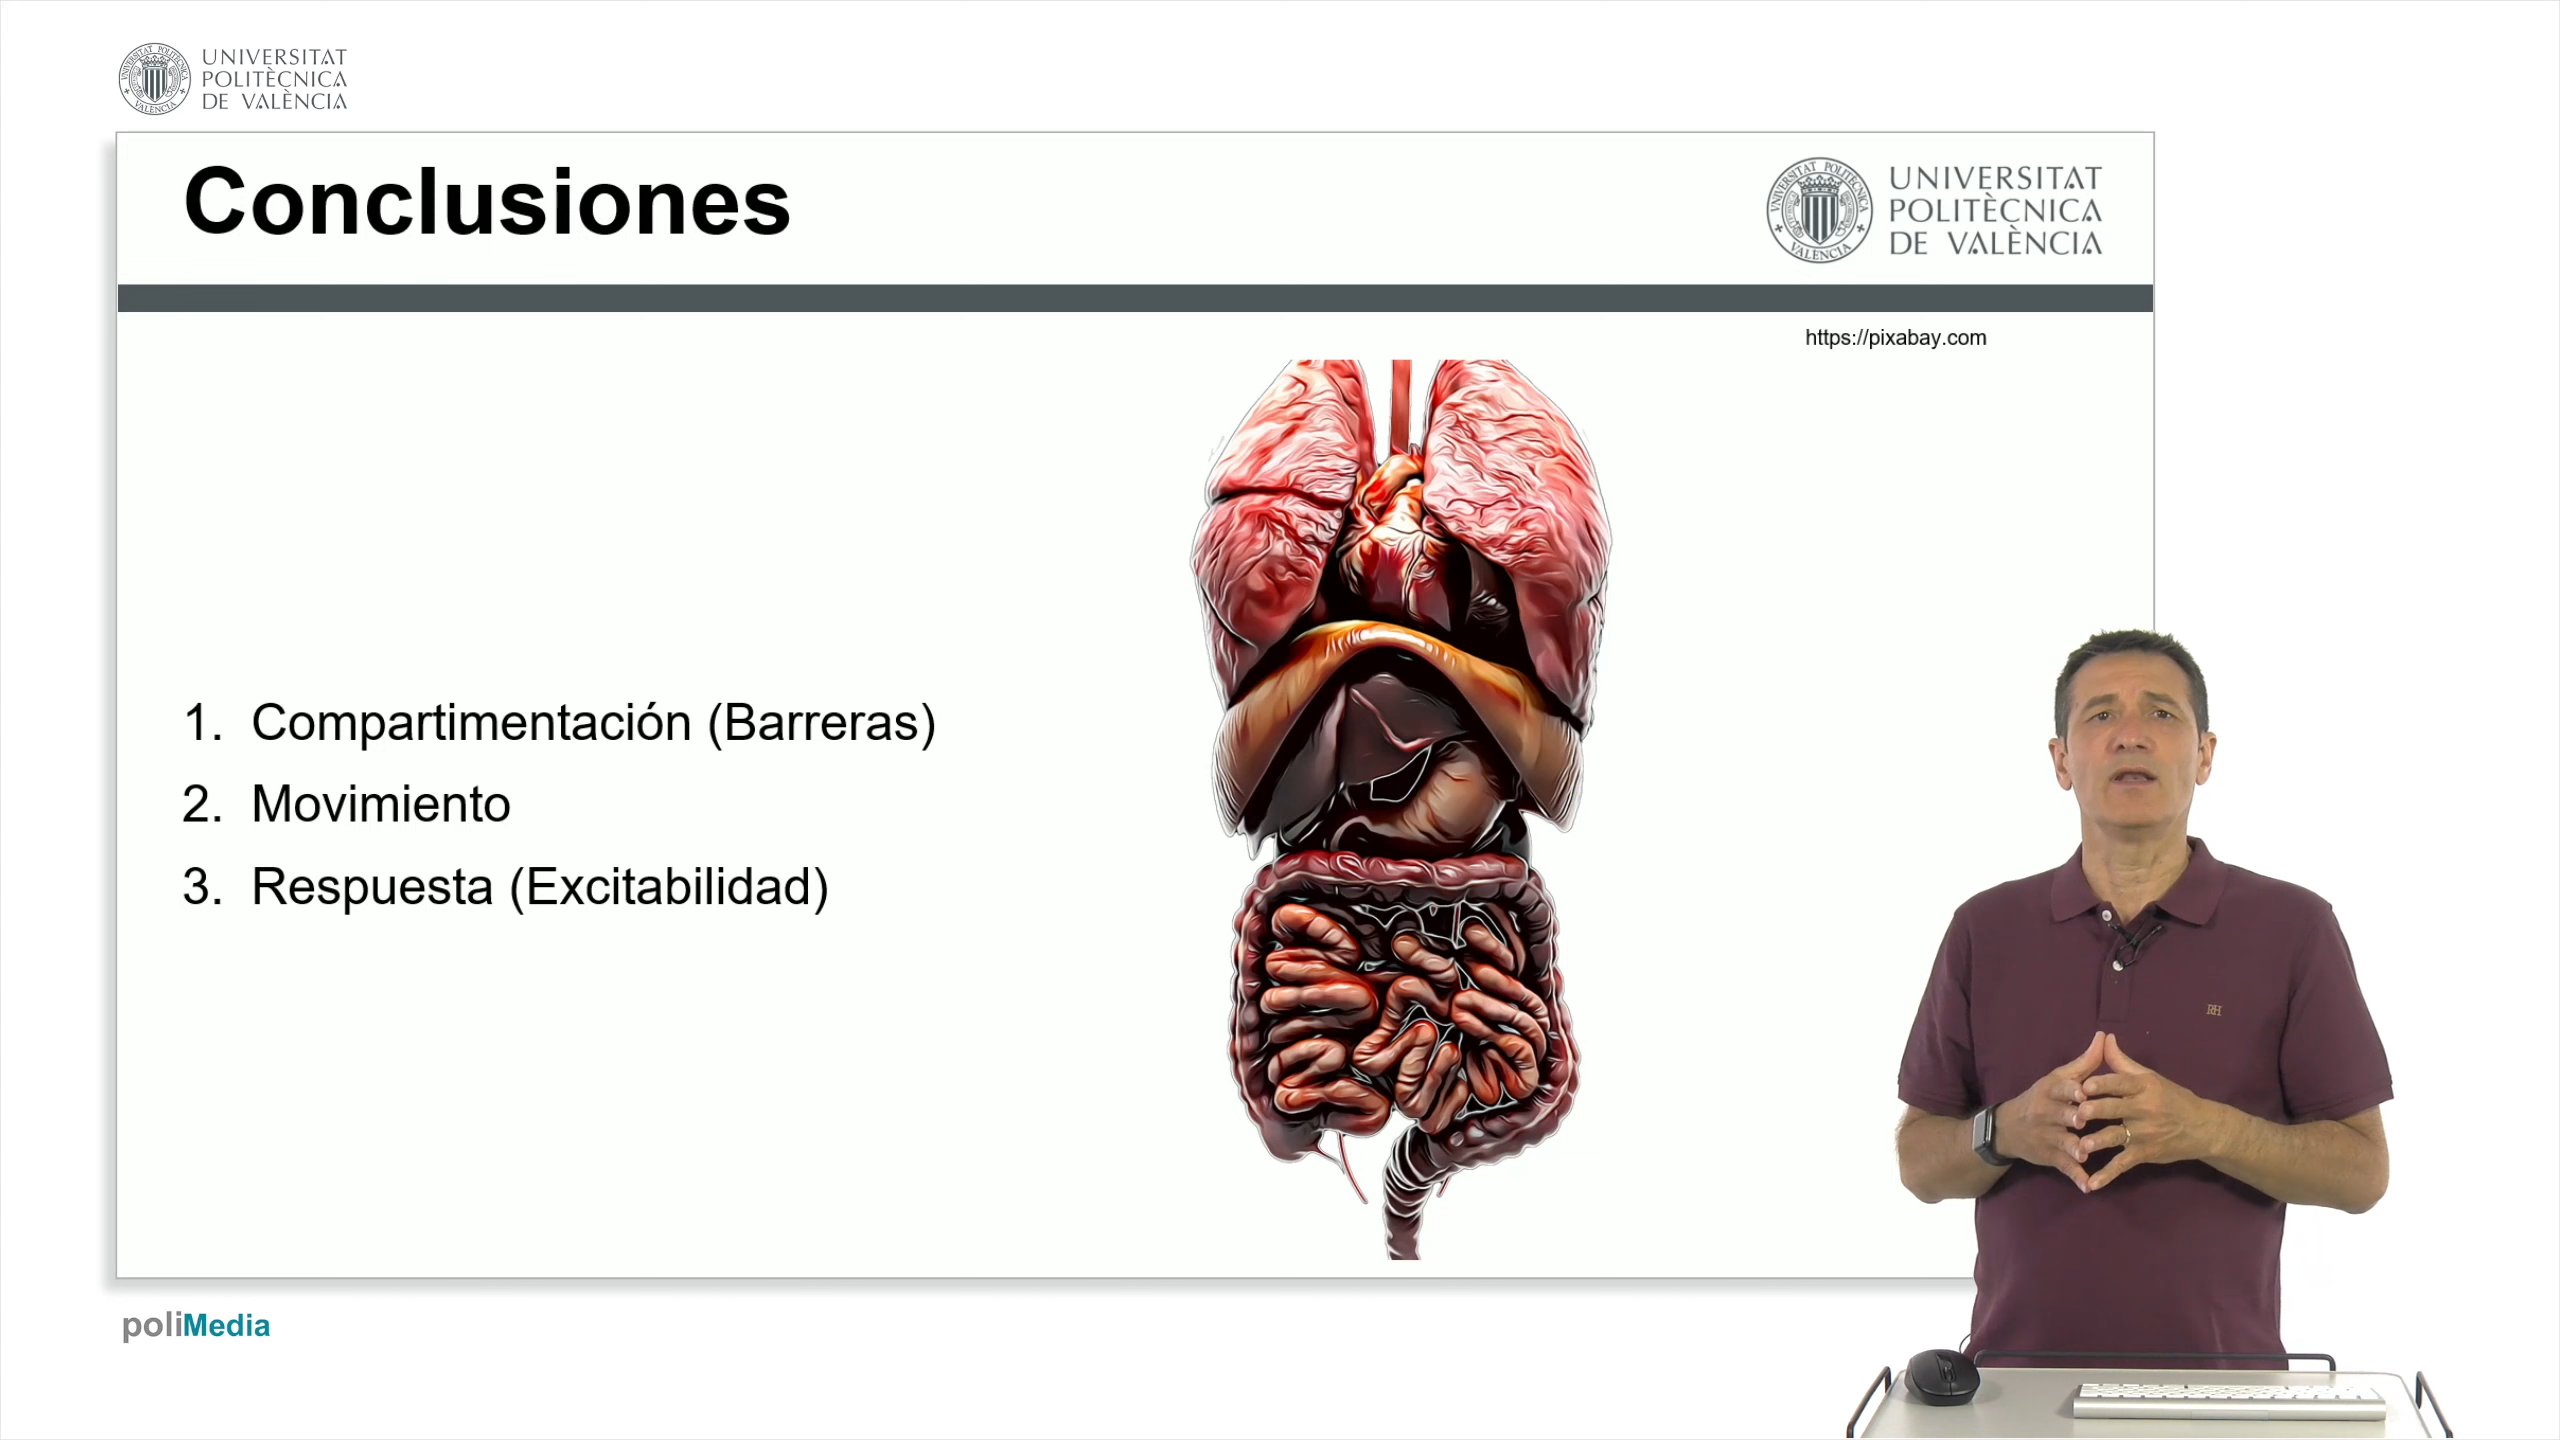 UNIVERSITAT
POLITÈCNICA
DE VALÈNCIA
Conclusiones
UNIVERSITAT
POLITÈCNICA
DE VALÈNCIA
https://pixabay.com
1. Compartimentación (Barreras)
2. Movimiento
3. Respuesta (Excitabilidad)
RH
poliMedia